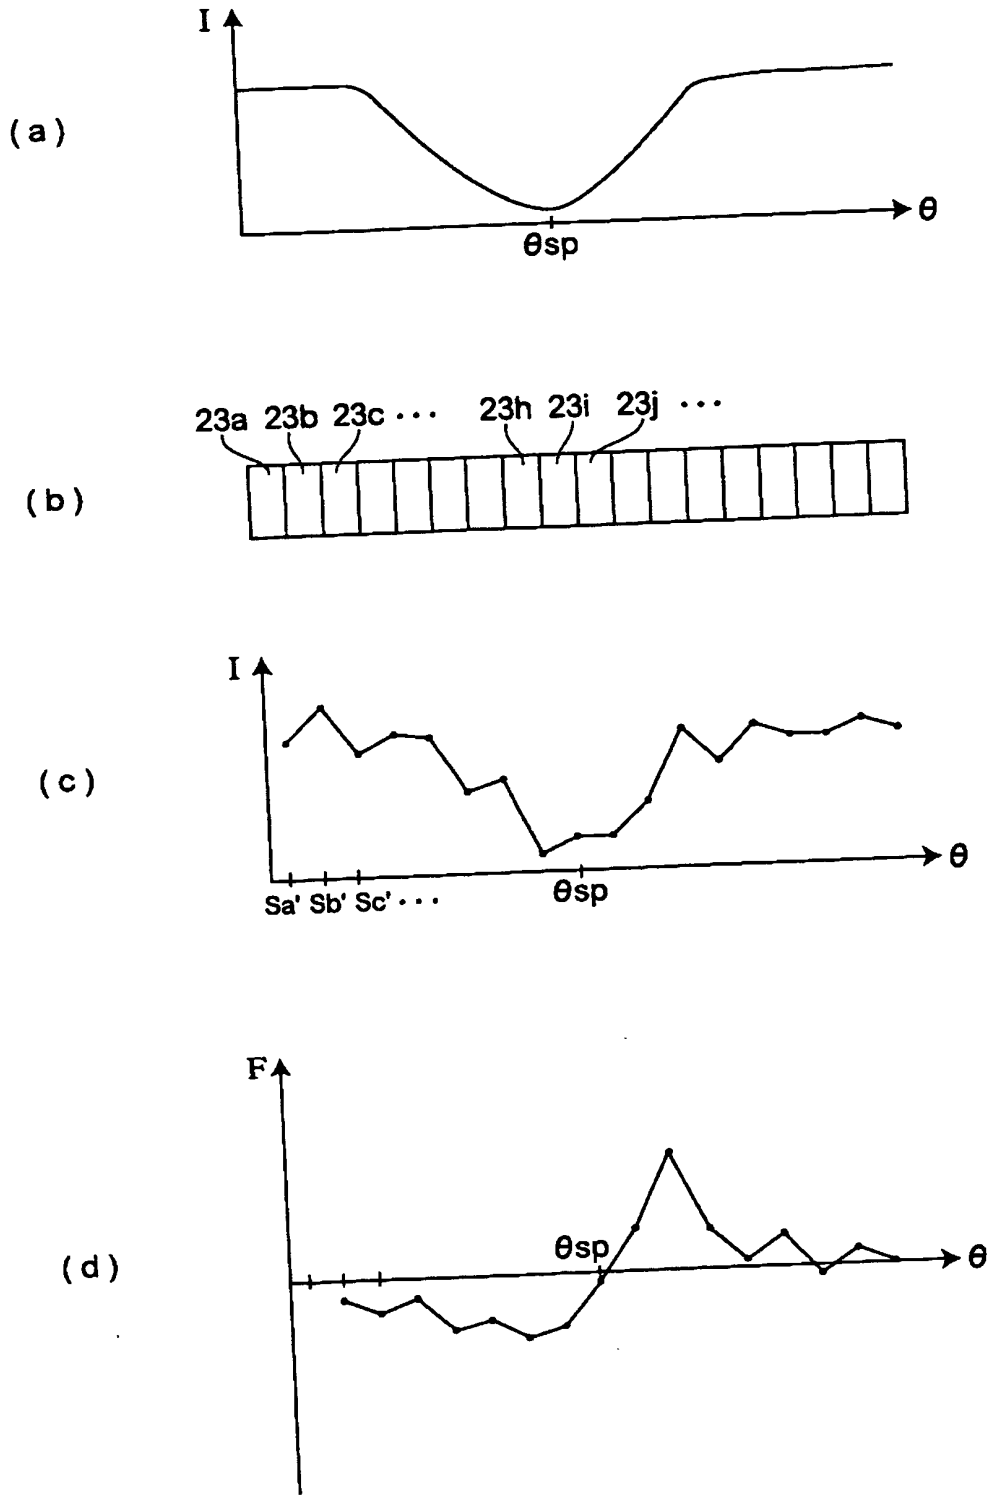 I
(a)
θ
θsp
23a 23b 23c ··· 23h 23i 23j ···
(b)
I
(c)
θ
Sa' Sb' Sc' ··· θsp
F
(d)
θsp
θ